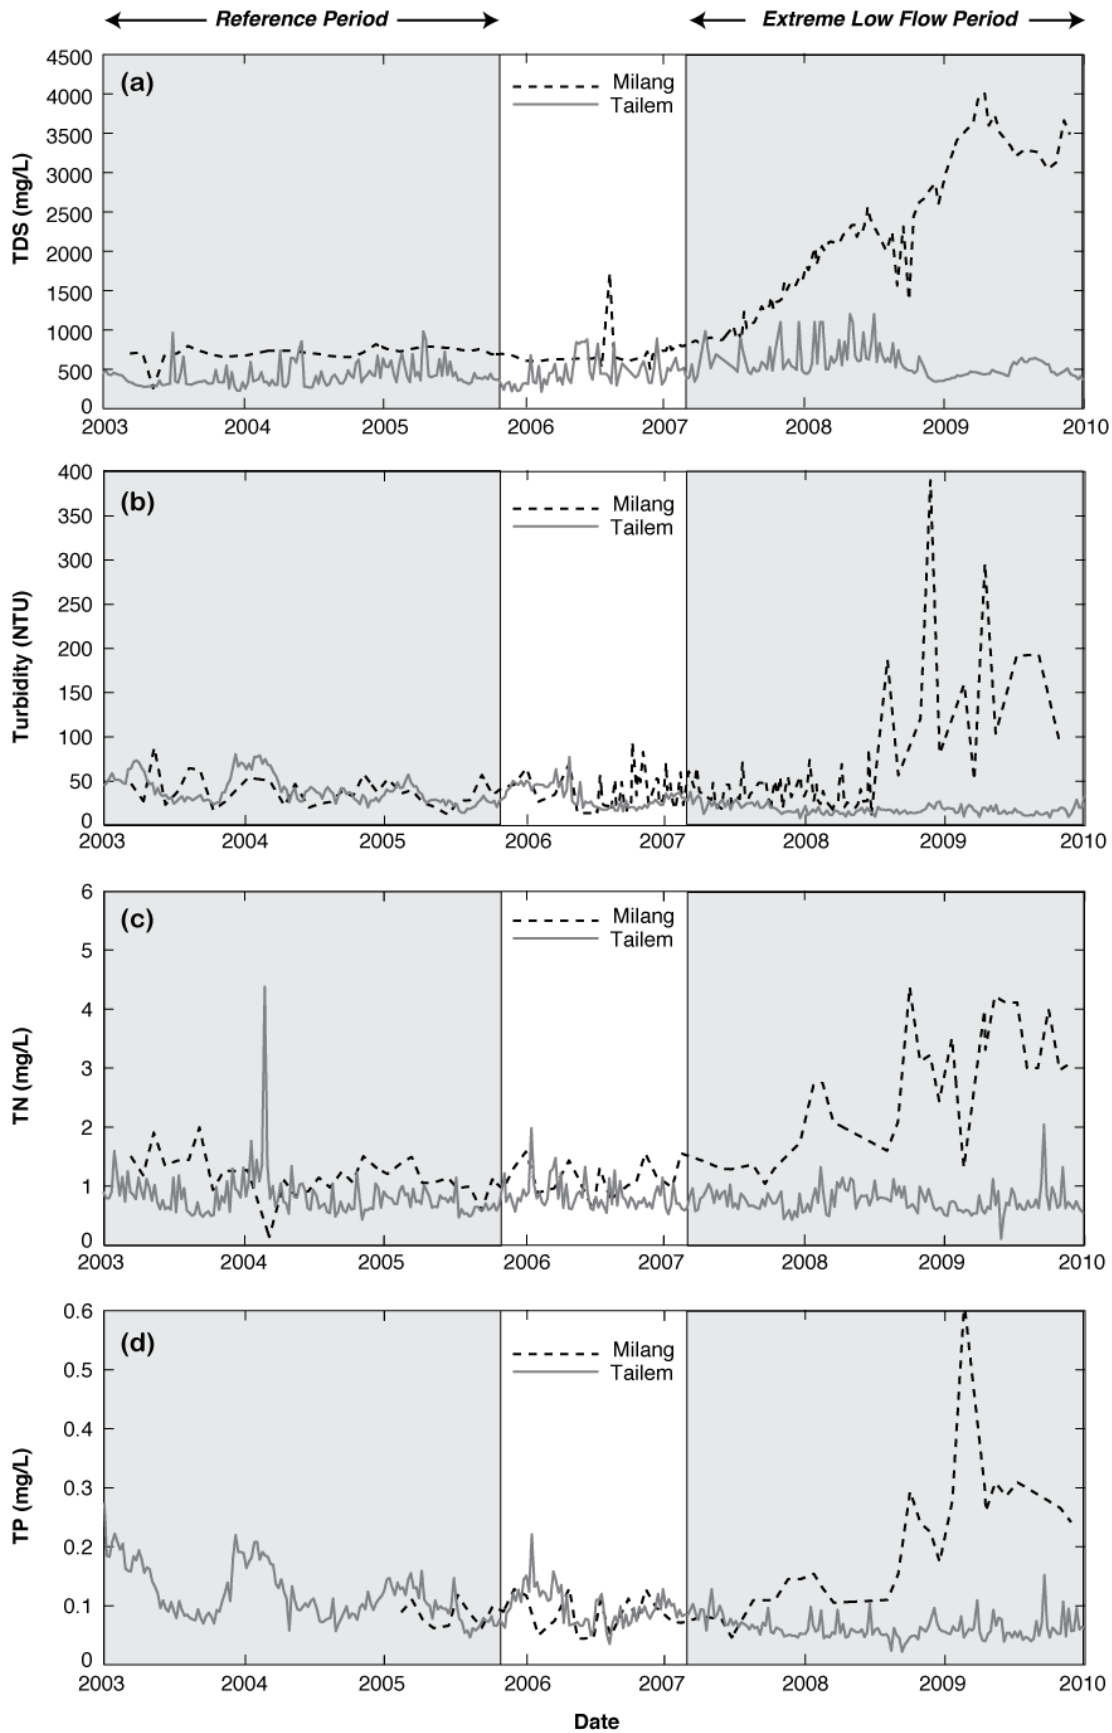 Reference Period
Extreme Low Flow Period
(a)
Milang
Tailem
TDS (mg/L)
4500
4000
3500
3000
2500
2000
1500
1000
500
0
2003 2004 2005 2006 2007 2008 2009 2010
(b)
Milang
Tailem
Turbidity (NTU)
400
350
300
250
200
150
100
50
0
2003 2004 2005 2006 2007 2008 2009 2010
(c)
Milang
Tailem
TN (mg/L)
6
5
4
3
2
1
0
2003 2004 2005 2006 2007 2008 2009 2010
(d)
Milang
Tailem
TP (mg/L)
0.6
0.5
0.4
0.3
0.2
0.1
0
2003 2004 2005 2006 2007 2008 2009 2010
Date